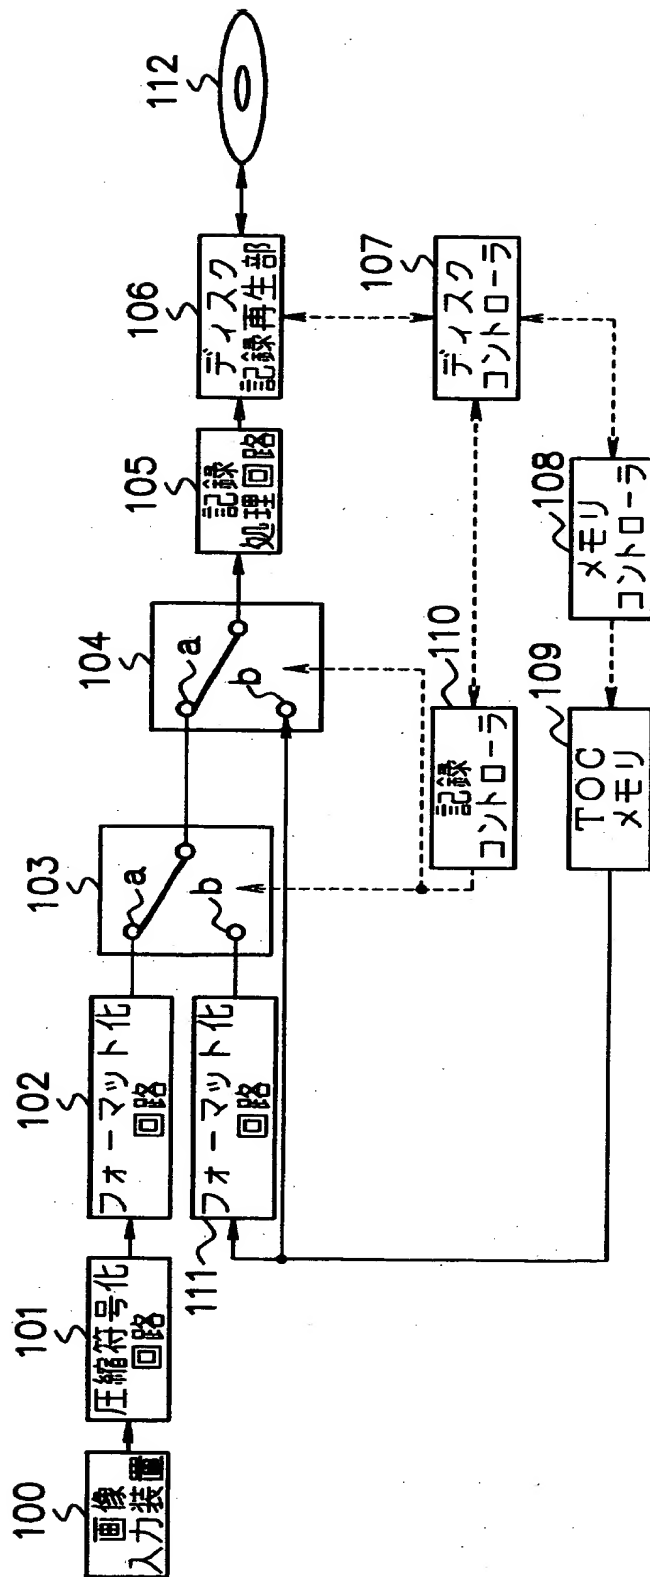 100
画像
入力装置
101
圧縮符号化
回路
102
フォーマット化
回路
111
フォーマット化
回路
103
a
b
104
a
b
105
記録
処理回路
106
ディスク
記録再生部
112
107
ディスク
コントローラ
110
記録
コントローラ
108
メモリ
コントローラ
109
TOC
メモリ